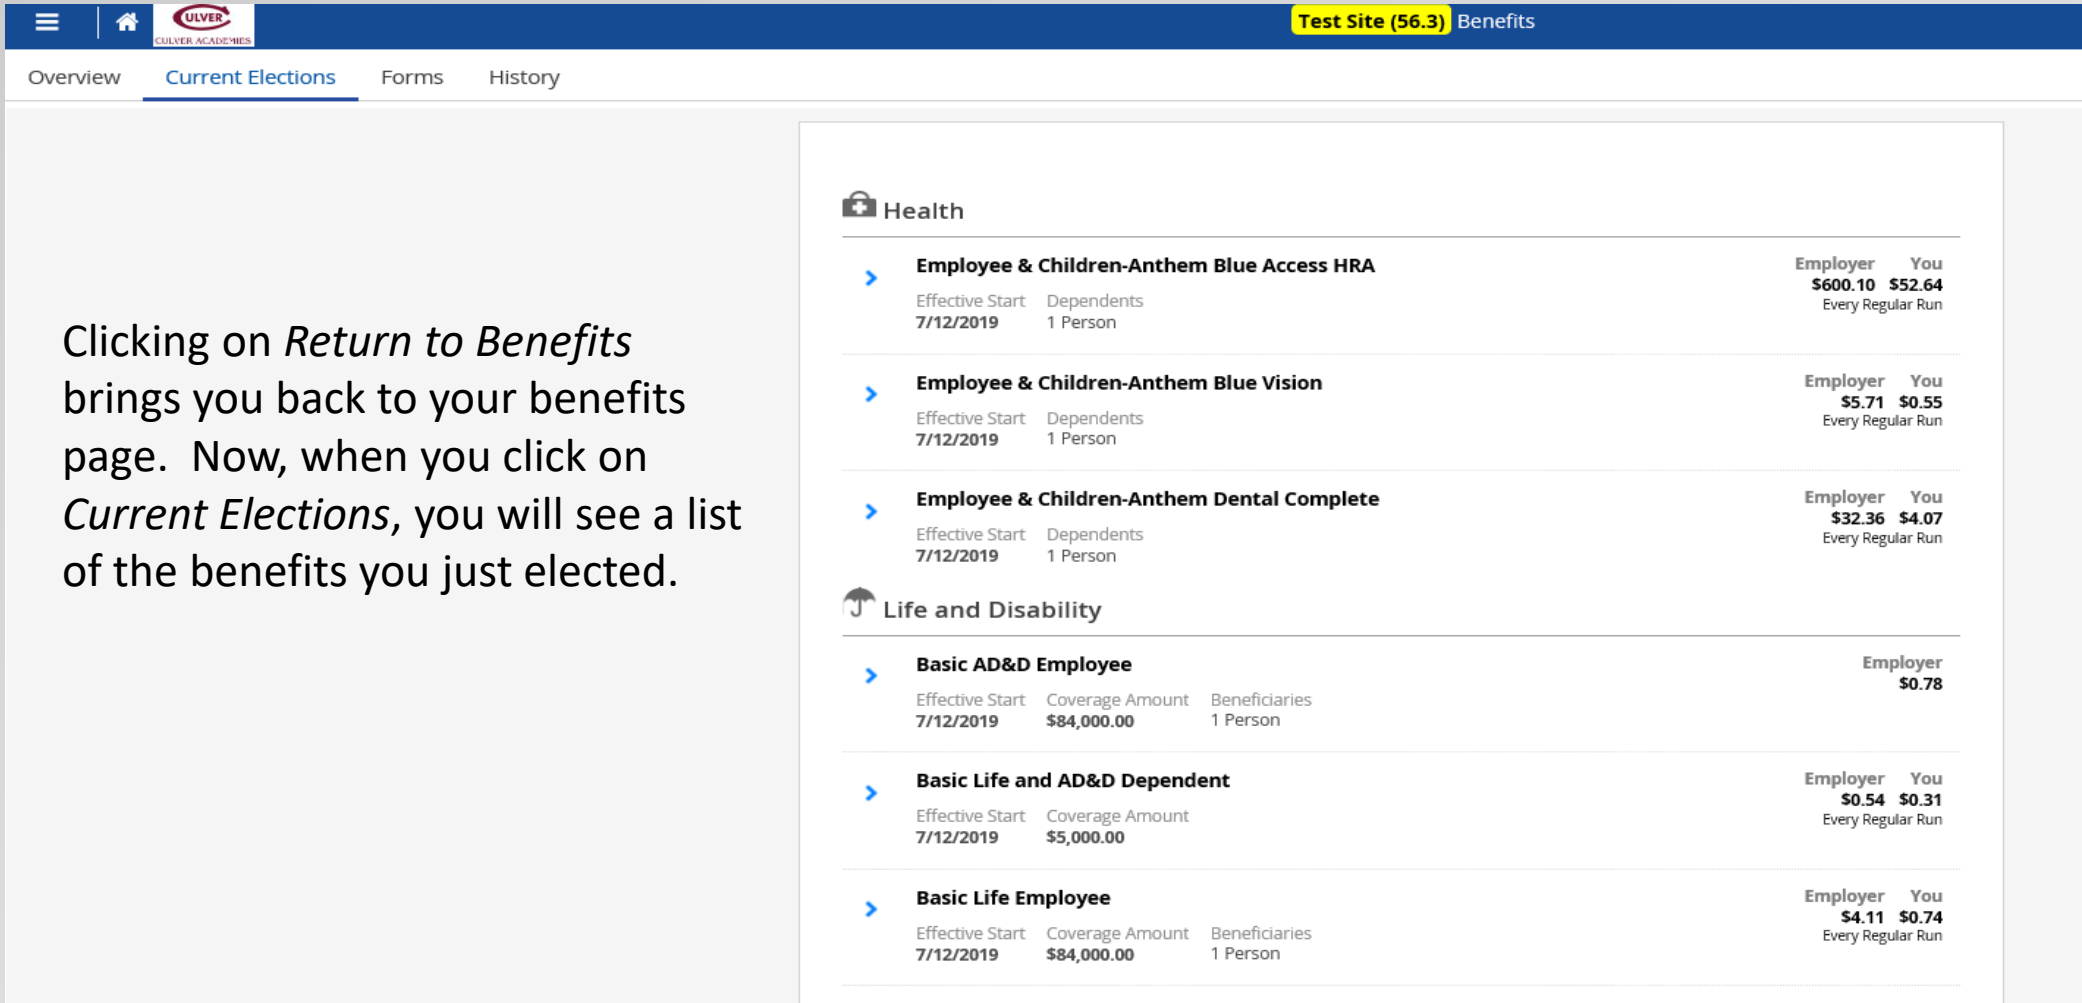 CULVER
CULVER ACADEMIES
Test Site (56.3) Benefits
Overview Current Elections Forms History
Clicking on Return to Benefits
brings you back to your benefits
page. Now, when you click on
Current Elections, you will see a list
of the benefits you just elected.
Health
Employee & Children-Anthem Blue Access HRA
Employer You
$600.10 $52.64
Every Regular Run
Effective Start Dependents
7/12/2019 1 Person
Employee & Children-Anthem Blue Vision
Employer You
$5.71 $0.55
Every Regular Run
Effective Start Dependents
7/12/2019 1 Person
Employee & Children-Anthem Dental Complete
Employer You
$32.36 $4.07
Every Regular Run
Effective Start Dependents
7/12/2019 1 Person
Life and Disability
Basic AD&D Employee
Employer
$0.78
Effective Start Coverage Amount Beneficiaries
7/12/2019 $84,000.00 1 Person
Basic Life and AD&D Dependent
Employer You
$0.54 $0.31
Every Regular Run
Effective Start Coverage Amount
7/12/2019 $5,000.00
Basic Life Employee
Employer You
$4.11 $0.74
Every Regular Run
Effective Start Coverage Amount Beneficiaries
7/12/2019 $84,000.00 1 Person